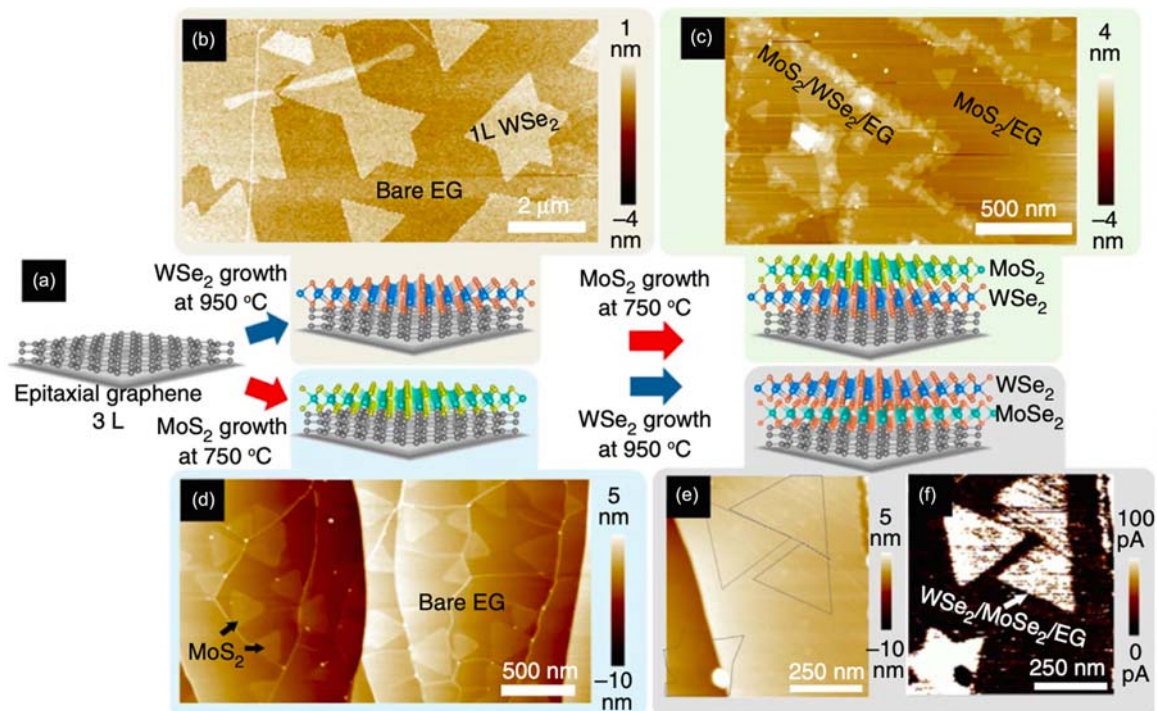 (b)
1L WSe2
Bare EG
2 μm
1
nm
−4
nm
(c)
MoS2/WSe2/EG
MoS2/EG
500 nm
4
nm
−4
nm
(a)
Epitaxial graphene
3 L
WSe2 growth
at 950 °C
MoS2 growth
at 750 °C
MoS2 growth
at 750 °C
WSe2 growth
at 950 °C
MoS2
WSe2
WSe2
MoSe2
(d)
MoS2
Bare EG
500 nm
5
nm
−10
nm
(e)
250 nm
5
nm
−10
nm
(f)
WSe2/MoSe2/EG
250 nm
100
pA
0
pA